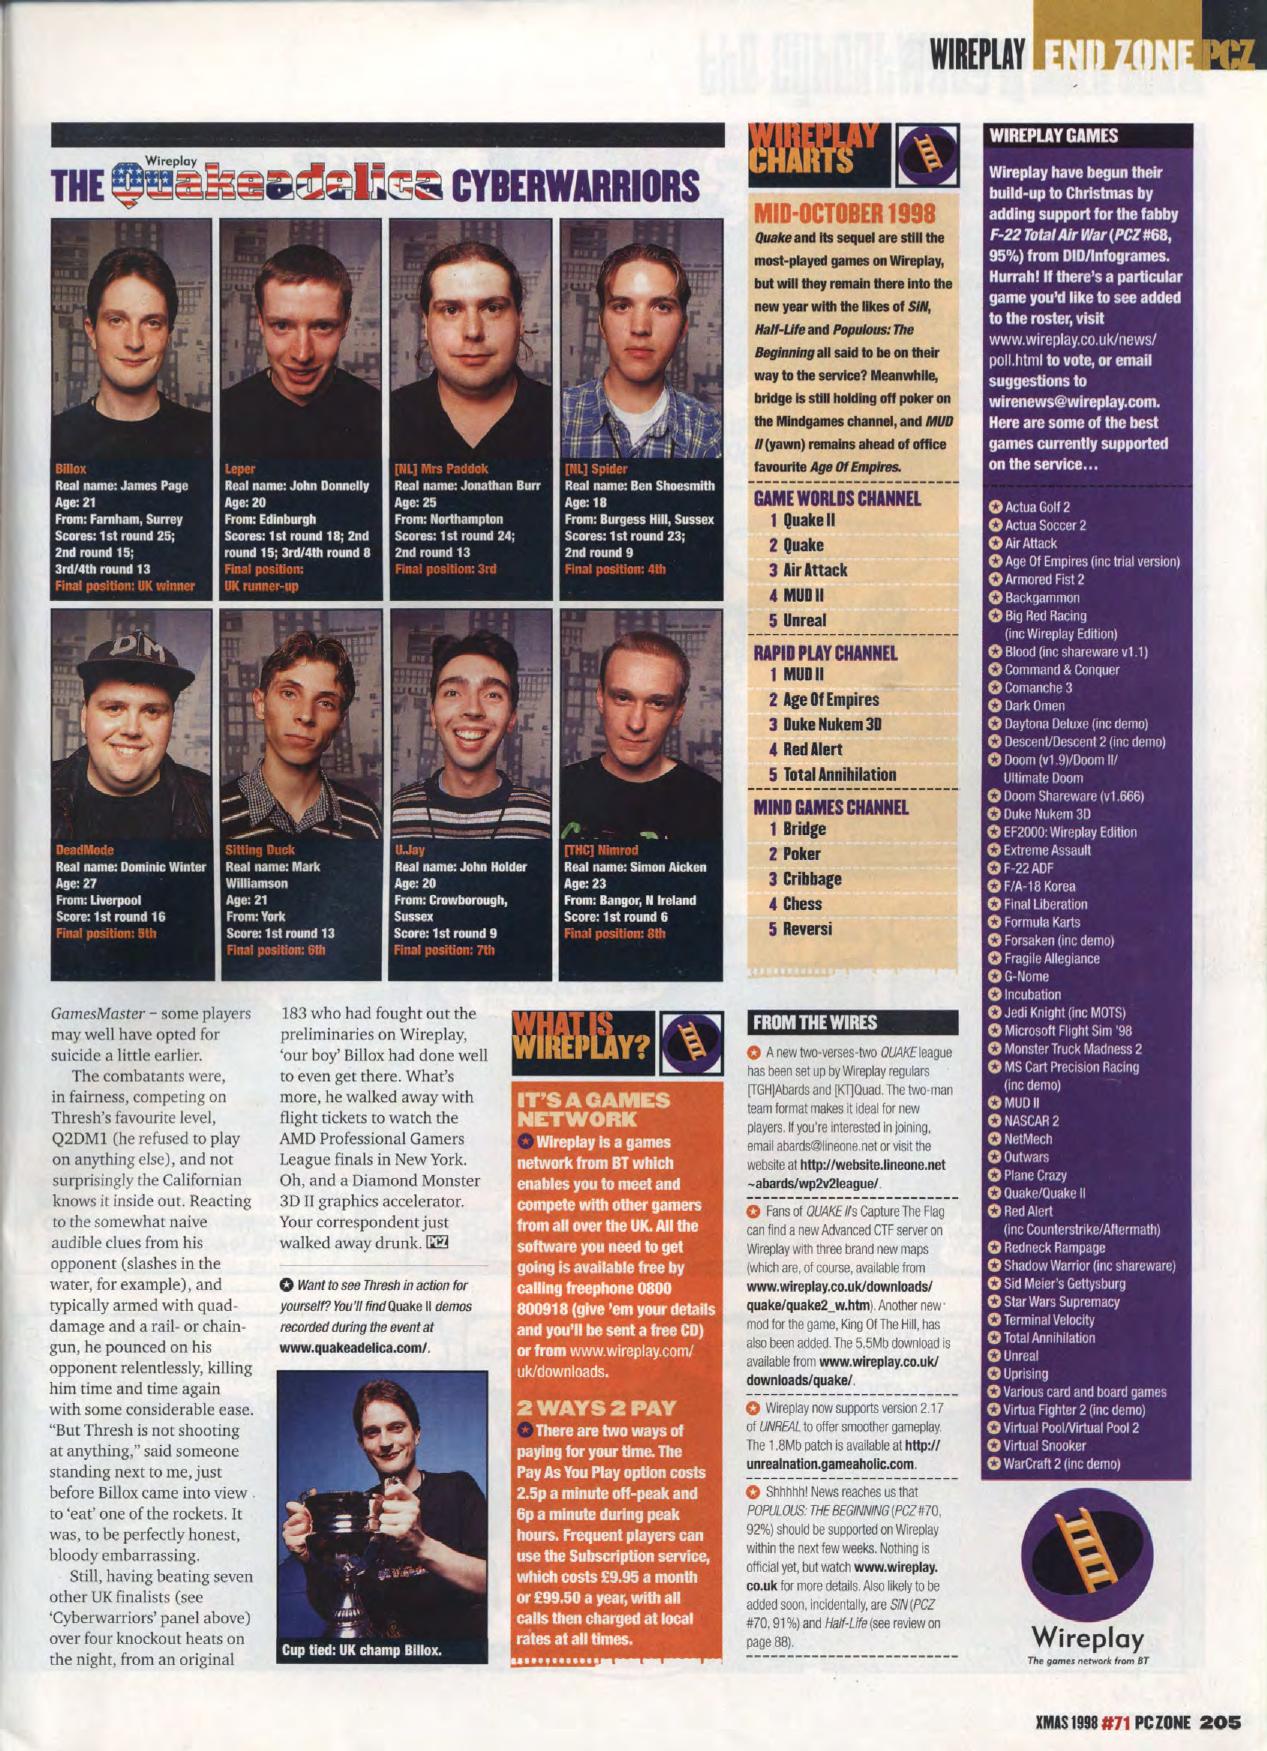 WIREPLAY END ZONE PCZ
THE Wireplay Quakeadelica CYBERWARRIORS
Billox
Real name: James Page
Age: 21
From: Farnham, Surrey
Scores: 1st round 25;
2nd round 15;
3rd/4th round 13
Final position: UK winner
Leper
Real name: John Donnelly
Age: 20
From: Edinburgh
Scores: 1st round 18; 2nd
round 15; 3rd/4th round 8
Final position:
UK runner-up
[NL] Mrs Paddok
Real name: Jonathan Burr
Age: 25
From: Northampton
Scores: 1st round 24;
2nd round 13
Final position: 3rd
[NL] Spider
Real name: Ben Shoesmith
Age: 18
From: Burgess Hill, Sussex
Scores: 1st round 23;
2nd round 9
Final position: 4th
DM
DeadMode
Real name: Dominic Winter
Age: 27
From: Liverpool
Score: 1st round 16
Final position: 5th
Sitting Duck
Real name: Mark
Williamson
Age: 21
From: York
Score: 1st round 13
Final position: 6th
U.Jay
Real name: John Holder
Age: 20
From: Crowborough,
Sussex
Score: 1st round 9
Final position: 7th
[THC] Nimrod
Real name: Simon Aicken
Age: 23
From: Bangor, N Ireland
Score: 1st round 6
Final position: 8th
GamesMaster – some players
may well have opted for
suicide a little earlier.
The combatants were,
in fairness, competing on
Thresh's favourite level,
Q2DM1 (he refused to play
on anything else), and not
surprisingly the Californian
knows it inside out. Reacting
to the somewhat naive
audible clues from his
opponent (slashes in the
water, for example), and
typically armed with quad-
damage and a rail- or chain-
gun, he pounced on his
opponent relentlessly, killing
him time and time again
with some considerable ease.
"But Thresh is not shooting
at anything," said someone
standing next to me, just
before Billox came into view
to 'eat' one of the rockets. It
was, to be perfectly honest,
bloody embarrassing.
Still, having beating seven
other UK finalists (see
'Cyberwarriors' panel above)
over four knockout heats on
the night, from an original
183 who had fought out the
preliminaries on Wireplay,
'our boy' Billox had done well
to even get there. What's
more, he walked away with
flight tickets to watch the
AMD Professional Gamers
League finals in New York.
Oh, and a Diamond Monster
3D II graphics accelerator.
Your correspondent just
walked away drunk. PCZ
Want to see Thresh in action for
yourself? You'll find Quake II demos
recorded during the event at
www.quakeadelica.com/.
Cup tied: UK champ Billox.
WHAT IS
WIREPLAY?
IT'S A GAMES
NETWORK
Wireplay is a games
network from BT which
enables you to meet and
compete with other gamers
from all over the UK. All the
software you need to get
going is available free by
calling freephone 0800
800918 (give 'em your details
and you'll be sent a free CD)
or from www.wireplay.com/
uk/downloads.
2 WAYS 2 PAY
There are two ways of
paying for your time. The
Pay As You Play option costs
2.5p a minute off-peak and
6p a minute during peak
hours. Frequent players can
use the Subscription service,
which costs £9.95 a month
or £99.50 a year, with all
calls then charged at local
rates at all times.
WIREPLAY
CHARTS
MID-OCTOBER 1998
Quake and its sequel are still the
most-played games on Wireplay,
but will they remain there into the
new year with the likes of SiN,
Half-Life and Populous: The
Beginning all said to be on their
way to the service? Meanwhile,
bridge is still holding off poker on
the Mindgames channel, and MUD
II (yawn) remains ahead of office
favourite Age Of Empires.
GAME WORLDS CHANNEL
1 Quake II
2 Quake
3 Air Attack
4 MUD II
5 Unreal
RAPID PLAY CHANNEL
1 MUD II
2 Age Of Empires
3 Duke Nukem 3D
4 Red Alert
5 Total Annihilation
MIND GAMES CHANNEL
1 Bridge
2 Poker
3 Cribbage
4 Chess
5 Reversi
FROM THE WIRES
A new two-verses-two QUAKE league
has been set up by Wireplay regulars
[TGH]Abards and [KT]Quad. The two-man
team format makes it ideal for new
players. If you're interested in joining,
email abards@lineone.net or visit the
website at http://website.lineone.net
~abards/wp2v2league/.
Fans of QUAKE II's Capture The Flag
can find a new Advanced CTF server on
Wireplay with three brand new maps
(which are, of course, available from
www.wireplay.co.uk/downloads/
quake/quake2_w.htm). Another new
mod for the game, King Of The Hill, has
also been added. The 5.5Mb download is
available from www.wireplay.co.uk/
downloads/quake/.
Wireplay now supports version 2.17
of UNREAL to offer smoother gameplay.
The 1.8Mb patch is available at http://
unrealnation.gameaholic.com.
Shhhhh! News reaches us that
POPULOUS: THE BEGINNING (PCZ #70,
92%) should be supported on Wireplay
within the next few weeks. Nothing is
official yet, but watch www.wireplay.
co.uk for more details. Also likely to be
added soon, incidentally, are SiN (PCZ
#70, 91%) and Half-Life (see review on
page 88).
WIREPLAY GAMES
Wireplay have begun their
build-up to Christmas by
adding support for the fabby
F-22 Total Air War (PCZ #68,
95%) from DID/Infogrames.
Hurrah! If there's a particular
game you'd like to see added
to the roster, visit
www.wireplay.co.uk/news/
poll.html to vote, or email
suggestions to
wirenews@wireplay.com.
Here are some of the best
games currently supported
on the service...
Actua Golf 2
Actua Soccer 2
Air Attack
Age Of Empires (inc trial version)
Armored Fist 2
Backgammon
Big Red Racing
(inc Wireplay Edition)
Blood (inc shareware v1.1)
Command & Conquer
Comanche 3
Dark Omen
Daytona Deluxe (inc demo)
Descent/Descent 2 (inc demo)
Doom (v1.9)/Doom II/
Ultimate Doom
Doom Shareware (v1.666)
Duke Nukem 3D
EF2000: Wireplay Edition
Extreme Assault
F-22 ADF
F/A-18 Korea
Final Liberation
Formula Karts
Forsaken (inc demo)
Fragile Allegiance
G-Nome
Incubation
Jedi Knight (inc MOTS)
Microsoft Flight Sim '98
Monster Truck Madness 2
MS Cart Precision Racing
(inc demo)
MUD II
NASCAR 2
NetMech
Outwars
Plane Crazy
Quake/Quake II
Red Alert
(inc Counterstrike/Aftermath)
Redneck Rampage
Shadow Warrior (inc shareware)
Sid Meier's Gettysburg
Star Wars Supremacy
Terminal Velocity
Total Annihilation
Unreal
Uprising
Various card and board games
Virtua Fighter 2 (inc demo)
Virtual Pool/Virtual Pool 2
Virtual Snooker
WarCraft 2 (inc demo)
Wireplay
The games network from BT
XMAS 1998 #71 PC ZONE 205